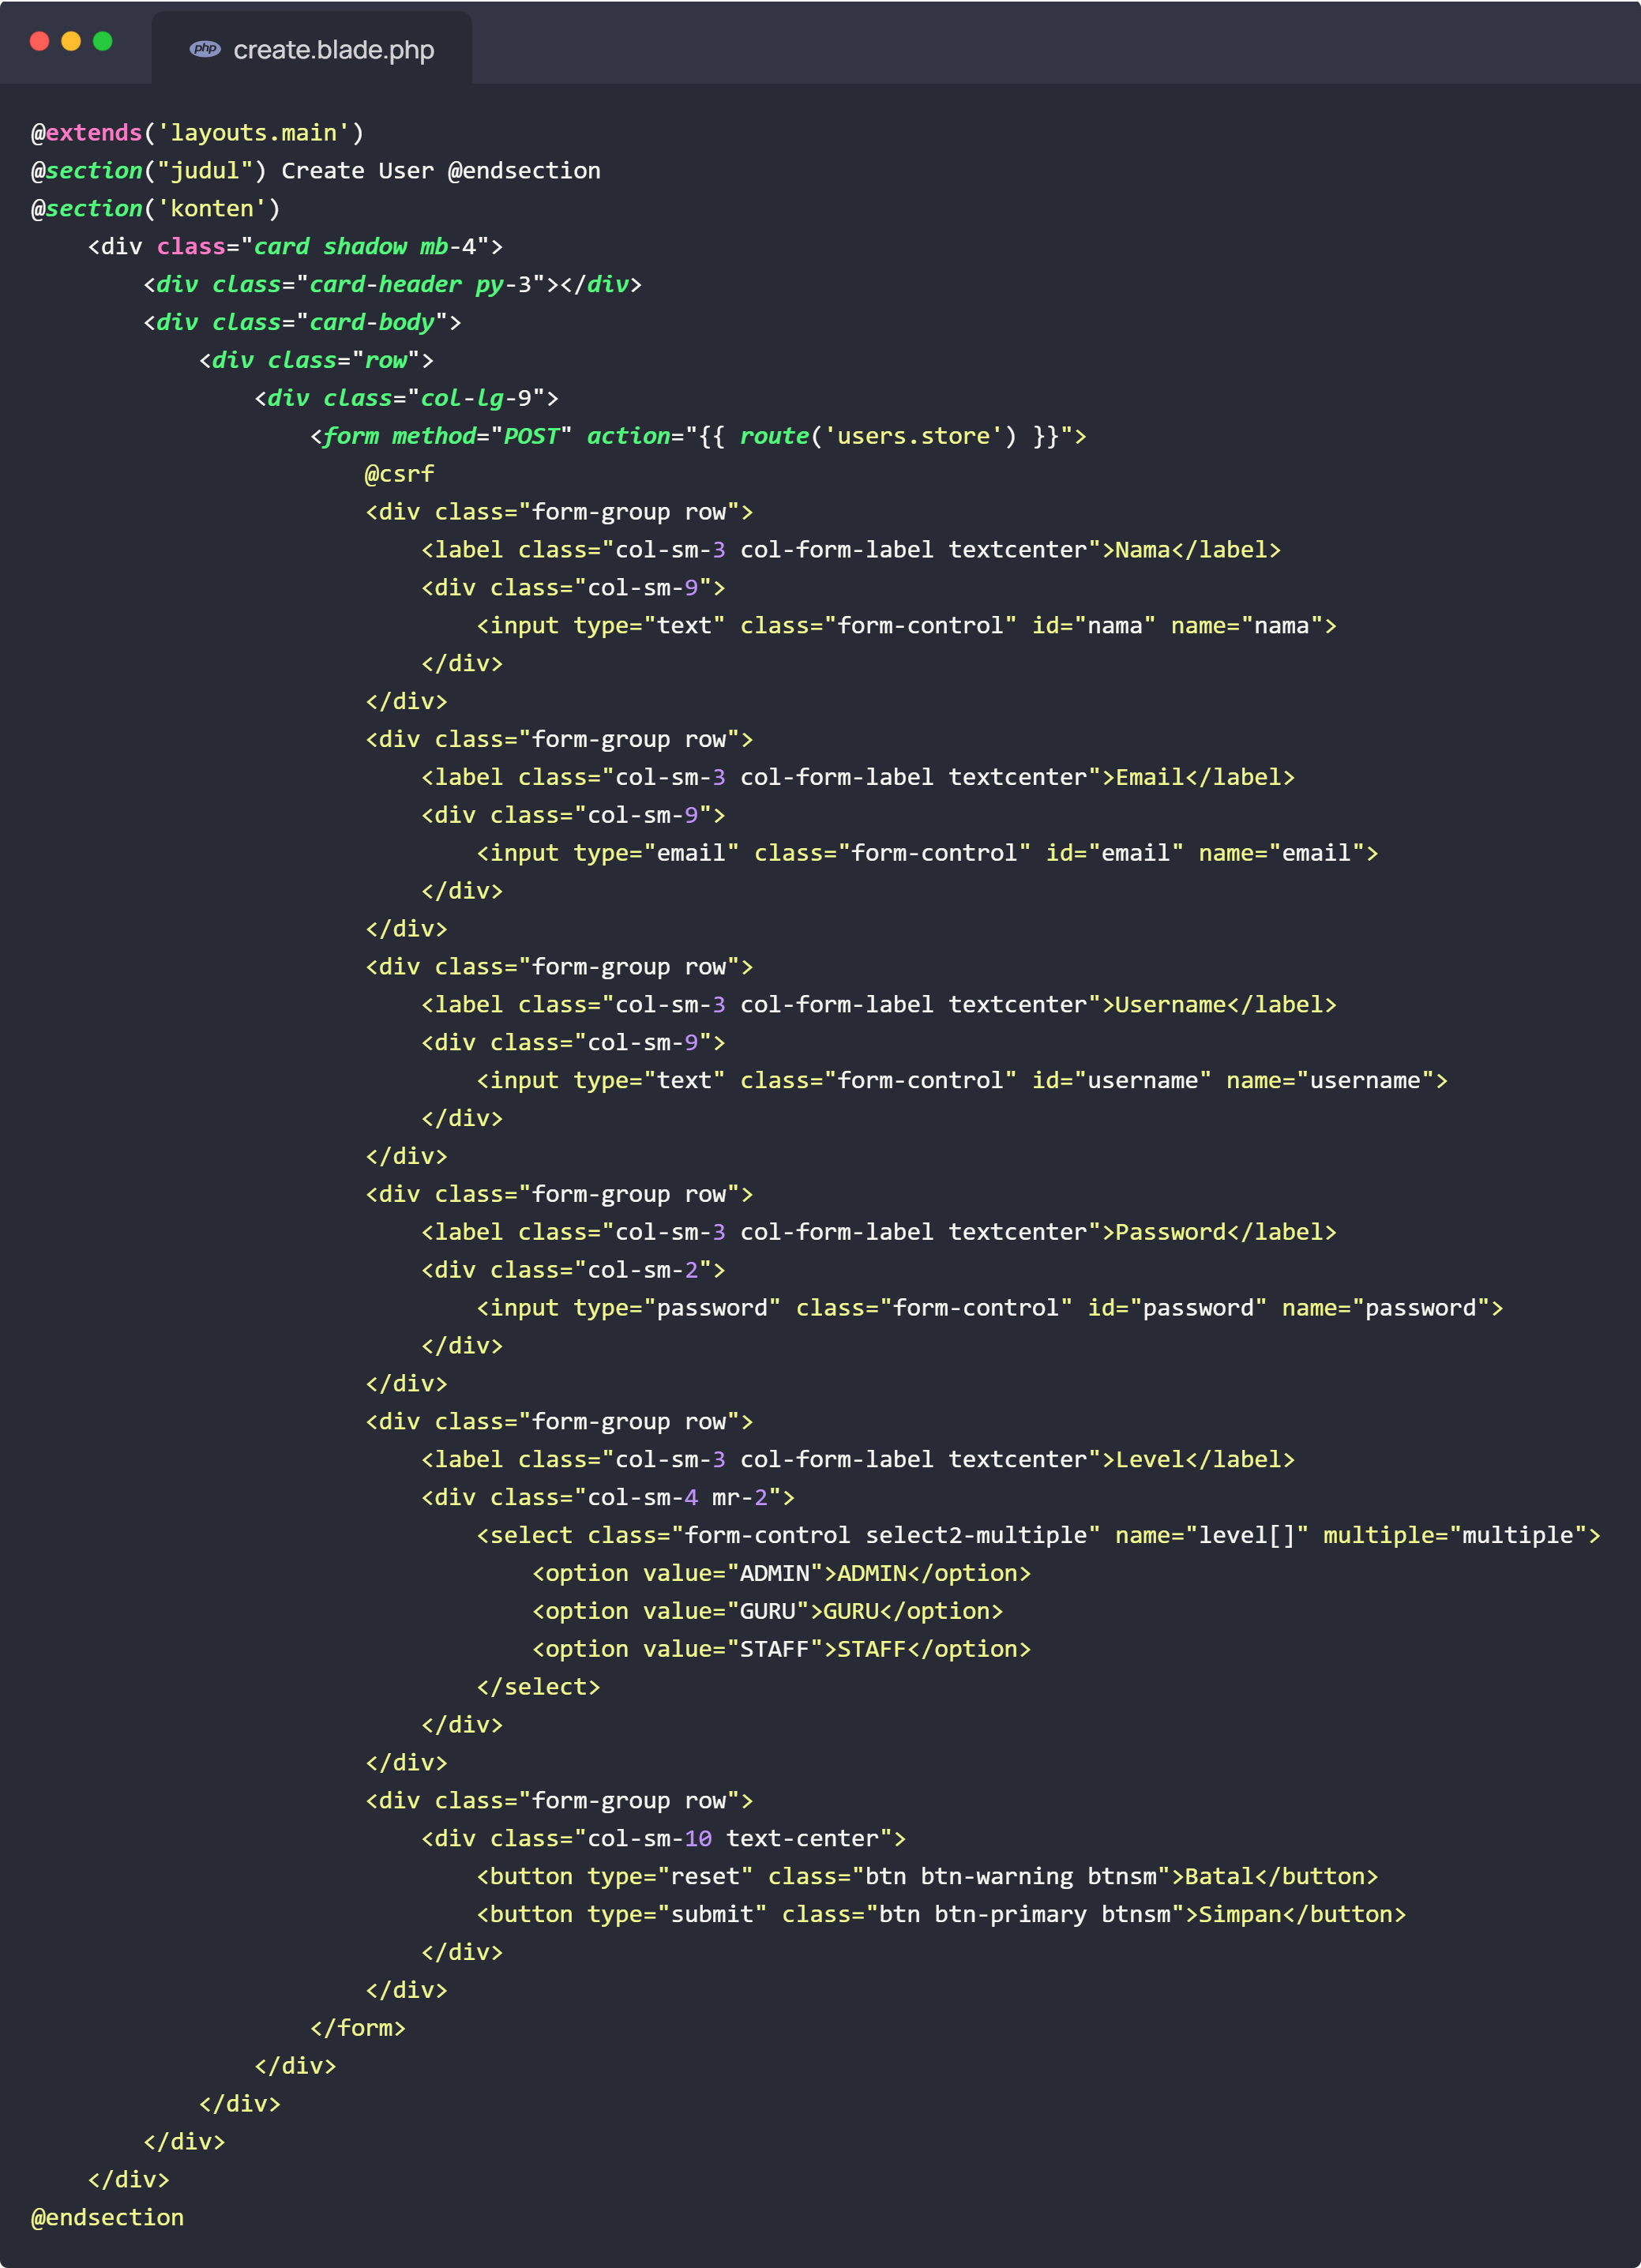 php create.blade.php
@extends('layouts.main')
@section("judul") Create User @endsection
@section('konten')
    <div class="card shadow mb-4">
        <div class="card-header py-3"></div>
        <div class="card-body">
            <div class="row">
                <div class="col-lg-9">
                    <form method="POST" action="{{ route('users.store') }}">
                        @csrf
                        <div class="form-group row">
                            <label class="col-sm-3 col-form-label textcenter">Nama</label>
                            <div class="col-sm-9">
                                <input type="text" class="form-control" id="nama" name="nama">
                            </div>
                        </div>
                        <div class="form-group row">
                            <label class="col-sm-3 col-form-label textcenter">Email</label>
                            <div class="col-sm-9">
                                <input type="email" class="form-control" id="email" name="email">
                            </div>
                        </div>
                        <div class="form-group row">
                            <label class="col-sm-3 col-form-label textcenter">Username</label>
                            <div class="col-sm-9">
                                <input type="text" class="form-control" id="username" name="username">
                            </div>
                        </div>
                        <div class="form-group row">
                            <label class="col-sm-3 col-form-label textcenter">Password</label>
                            <div class="col-sm-2">
                                <input type="password" class="form-control" id="password" name="password">
                            </div>
                        </div>
                        <div class="form-group row">
                            <label class="col-sm-3 col-form-label textcenter">Level</label>
                            <div class="col-sm-4 mr-2">
                                <select class="form-control select2-multiple" name="level[]" multiple="multiple">
                                    <option value="ADMIN">ADMIN</option>
                                    <option value="GURU">GURU</option>
                                    <option value="STAFF">STAFF</option>
                                </select>
                            </div>
                        </div>
                        <div class="form-group row">
                            <div class="col-sm-10 text-center">
                                <button type="reset" class="btn btn-warning btnsm">Batal</button>
                                <button type="submit" class="btn btn-primary btnsm">Simpan</button>
                            </div>
                        </div>
                    </form>
                </div>
            </div>
        </div>
    </div>
@endsection